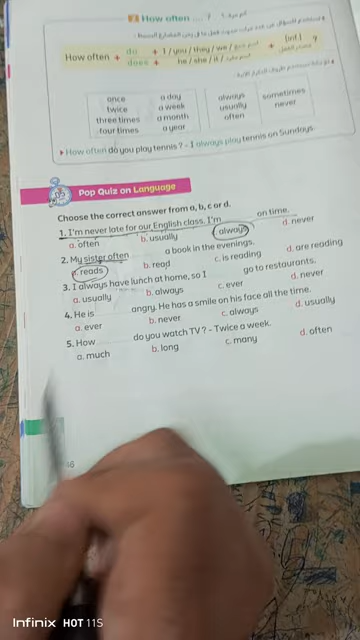 2 How often .... ?
How often + do + I / you / they / we / + (inf.) ?
does + he / she / it /
once a day always sometimes
twice a week usually never
three times a month often
four times a year
How often do you play tennis? - I always play tennis on Sundays.
Pop Quiz on Language
Choose the correct answer from a, b, c or d.
1. I'm never late for our English class. I'm on time.
a. often b. usually always d. never
2. My sister often a book in the evenings.
a. reads b. read c. is reading d. are reading
3. I always have lunch at home, so I go to restaurants.
a. usually b. always c. ever d. never
4. He is angry. He has a smile on his face all the time.
a. ever b. never c. always d. usually
5. How do you watch TV? - Twice a week.
a. much b. long c. many d. often
Infinix HOT 11S